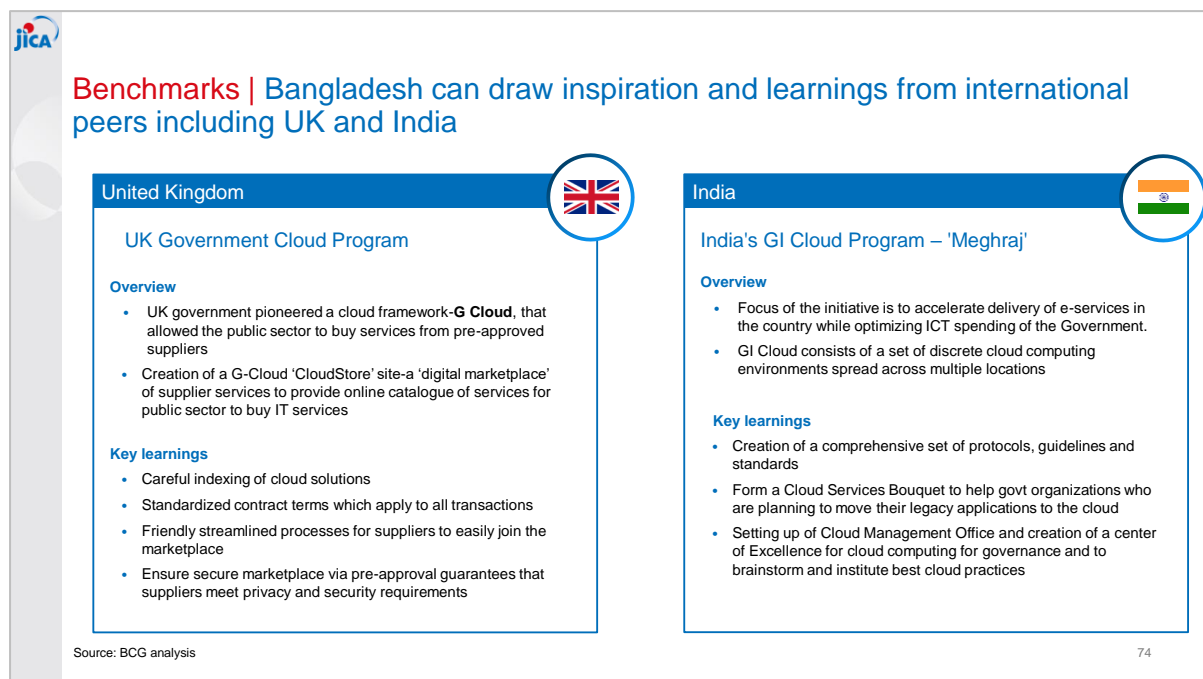 jica
Benchmarks | Bangladesh can draw inspiration and learnings from international
peers including UK and India
United Kingdom
UK Government Cloud Program
Overview
• UK government pioneered a cloud framework-G Cloud, that
allowed the public sector to buy services from pre-approved
suppliers
• Creation of a G-Cloud ‘CloudStore’ site-a ‘digital marketplace’
of supplier services to provide online catalogue of services for
public sector to buy IT services
Key learnings
• Careful indexing of cloud solutions
• Standardized contract terms which apply to all transactions
• Friendly streamlined processes for suppliers to easily join the
marketplace
• Ensure secure marketplace via pre-approval guarantees that
suppliers meet privacy and security requirements
India
India's GI Cloud Program – 'Meghraj'
Overview
• Focus of the initiative is to accelerate delivery of e-services in
the country while optimizing ICT spending of the Government.
• GI Cloud consists of a set of discrete cloud computing
environments spread across multiple locations
Key learnings
• Creation of a comprehensive set of protocols, guidelines and
standards
• Form a Cloud Services Bouquet to help govt organizations who
are planning to move their legacy applications to the cloud
• Setting up of Cloud Management Office and creation of a center
of Excellence for cloud computing for governance and to
brainstorm and institute best cloud practices
Source: BCG analysis
74